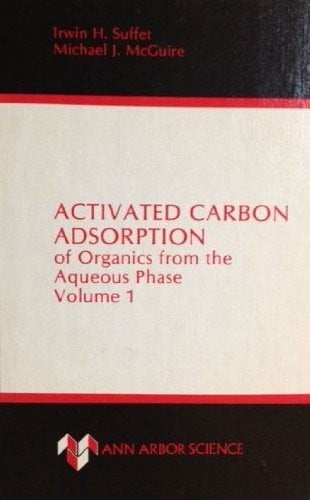 Irwin H. Suffet
Michael J. McGuire
ACTIVATED CARBON
ADSORPTION
of Organics from the
Aqueous Phase
Volume 1
ANN ARBOR SCIENCE